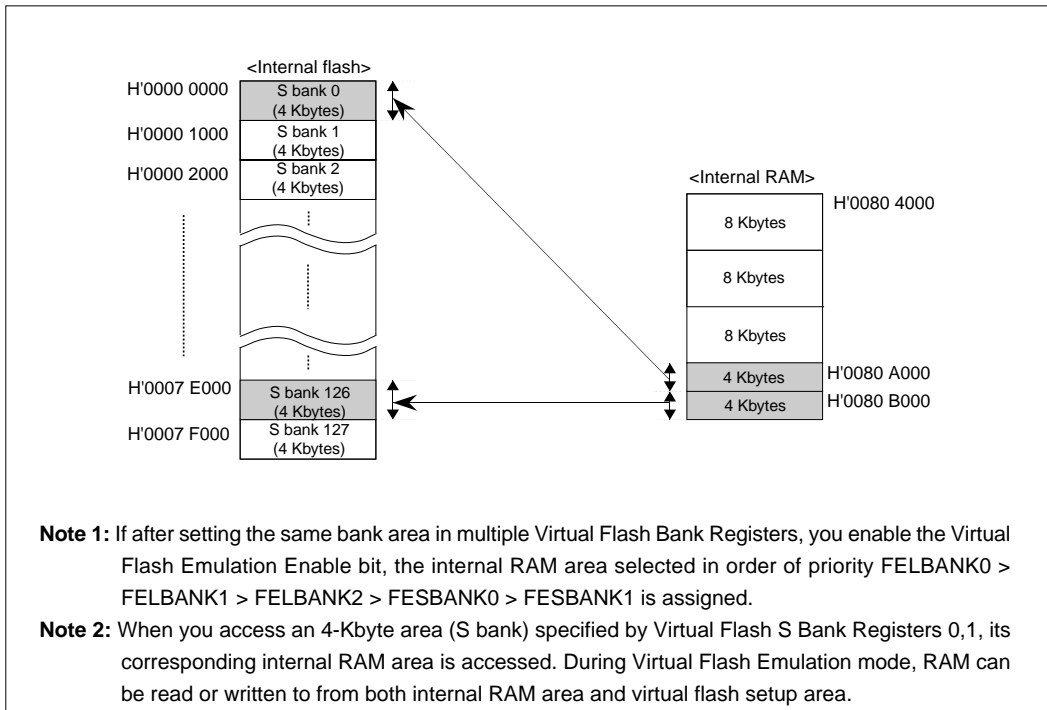 <Internal flash>
H'0000 0000
S bank 0
(4 Kbytes)
H'0000 1000
S bank 1
(4 Kbytes)
H'0000 2000
S bank 2
(4 Kbytes)
H'0007 E000
S bank 126
(4 Kbytes)
H'0007 F000
S bank 127
(4 Kbytes)
<Internal RAM>
H'0080 4000
8 Kbytes
8 Kbytes
8 Kbytes
4 Kbytes
H'0080 A000
4 Kbytes
H'0080 B000
Note 1: If after setting the same bank area in multiple Virtual Flash Bank Registers, you enable the Virtual
Flash Emulation Enable bit, the internal RAM area selected in order of priority FELBANK0 >
FELBANK1 > FELBANK2 > FESBANK0 > FESBANK1 is assigned.
Note 2: When you access an 4-Kbyte area (S bank) specified by Virtual Flash S Bank Registers 0,1, its
corresponding internal RAM area is accessed. During Virtual Flash Emulation mode, RAM can
be read or written to from both internal RAM area and virtual flash setup area.